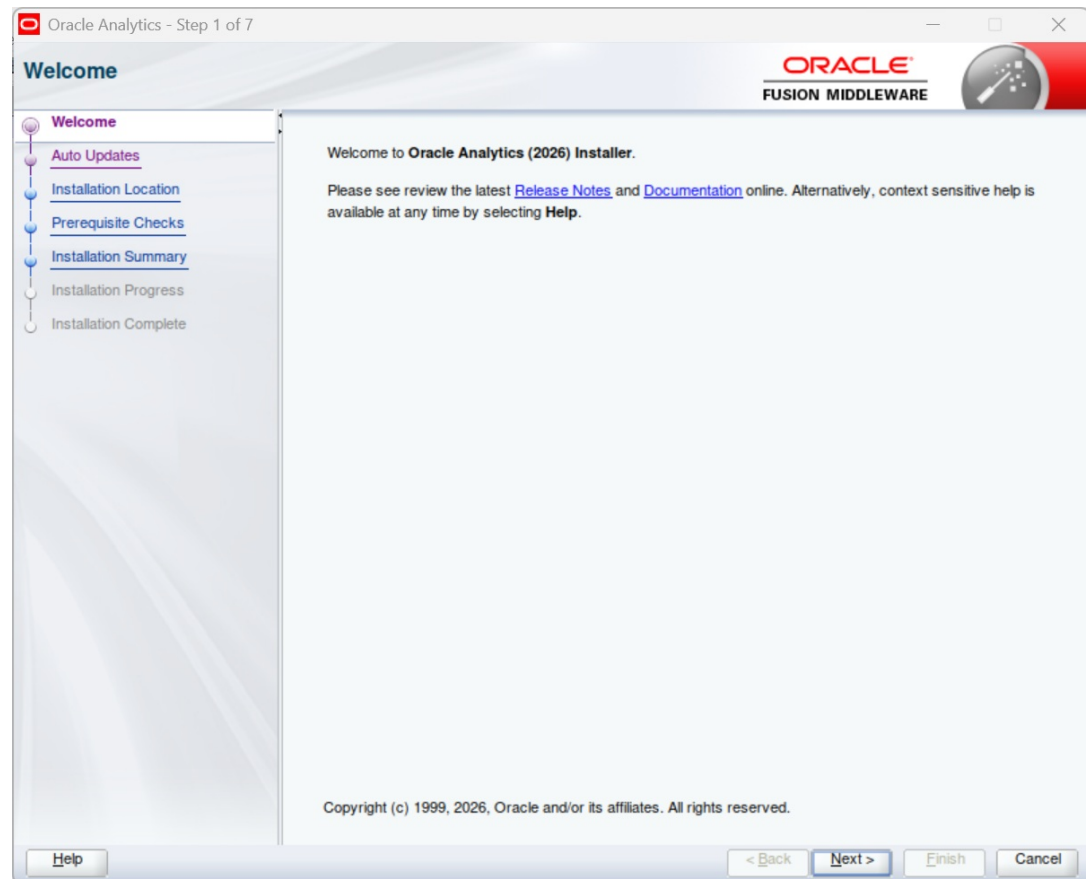 Oracle Analytics - Step 1 of 7
Welcome
ORACLE
FUSION MIDDLEWARE
Welcome
Auto Updates
Installation Location
Prerequisite Checks
Installation Summary
Installation Progress
Installation Complete
Welcome to Oracle Analytics (2026) Installer.
Please see review the latest Release Notes and Documentation online. Alternatively, context sensitive help is
available at any time by selecting Help.
Copyright (c) 1999, 2026, Oracle and/or its affiliates. All rights reserved.
Help
< Back
Next >
Finish
Cancel